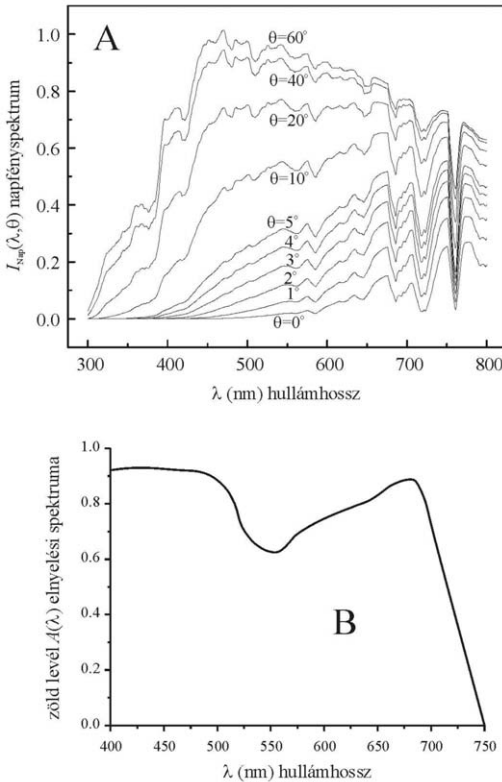 A
I_Nap(λ,θ) napfényspektrum
1.0
0.8
0.6
0.4
0.2
0.0
θ=60°
θ=40°
θ=20°
θ=10°
θ=5°
4°
3°
2°
1°
θ=0°
300 400 500 600 700 800
λ (nm) hullámhossz
zöld levél A(λ) elnyelési spektruma
1.0
0.8
0.6
0.4
0.2
0.0
B
400 450 500 550 600 650 700 750
λ (nm) hullámhossz